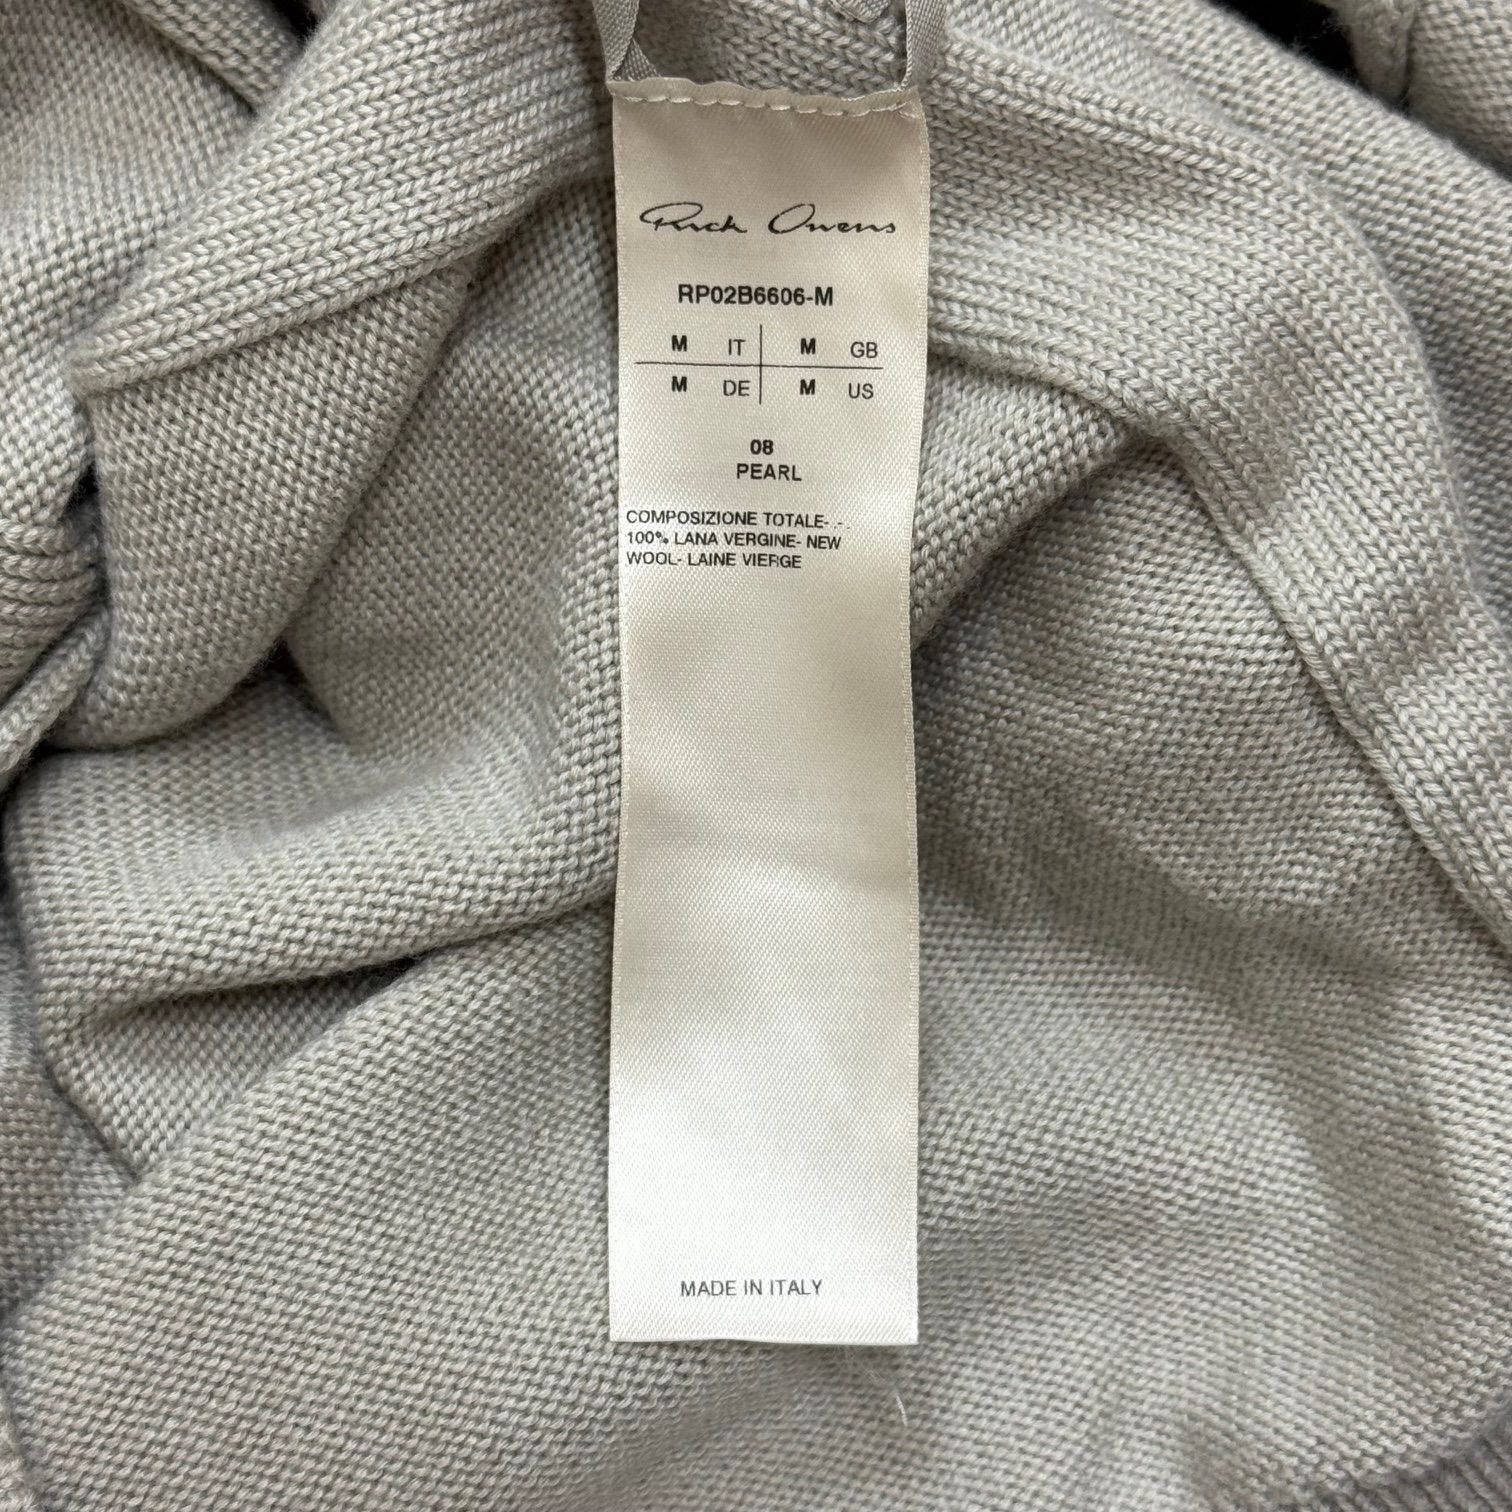 Rick Owens
RP02B6606-M
M IT M GB
M DE M US
08
PEARL
COMPOSIZIONE TOTALE- -
100% LANA VERGINE- NEW
WOOL- LAINE VIERGE
MADE IN ITALY